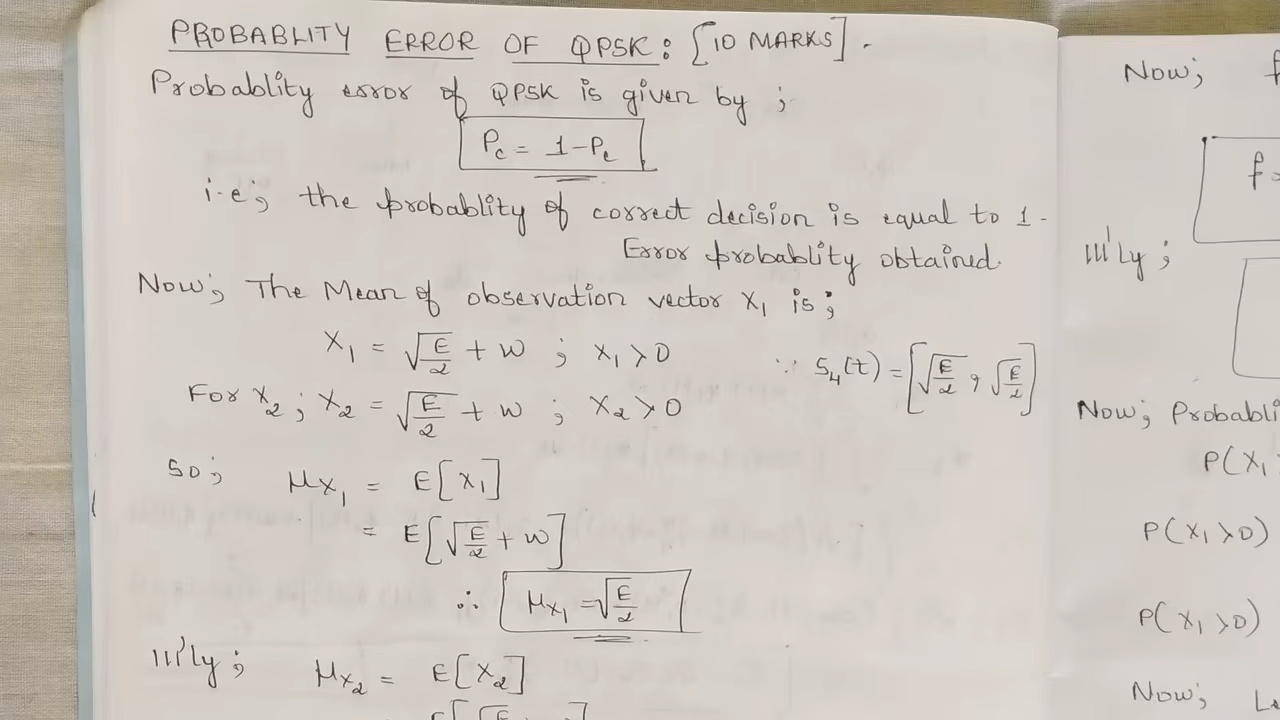 PROBABLITY ERROR OF QPSK: [10 MARKS].
Probablity error of QPSK is given by ;
Pc = 1-Pe
i.e; the probablity of correct decision is equal to 1-
Error probablity obtained.
Now; The Mean of observation vector X₁ is;
X₁ = √(E/2) + W ; X₁>0 ∵ S₄(t) = [√(E/2) , √(E/2)]
For X₂; X₂ = √(E/2) + W ; X₂>0
so; μX₁ = E[X₁]
= E[√(E/2) + W]
∴ μX₁ = √(E/2)
III'ly; μX₂ = E[X₂]
Now;
f
III'ly ;
Now; Probabli
P(X₁
P(X₁>0)
P(X₁>0)
Now;